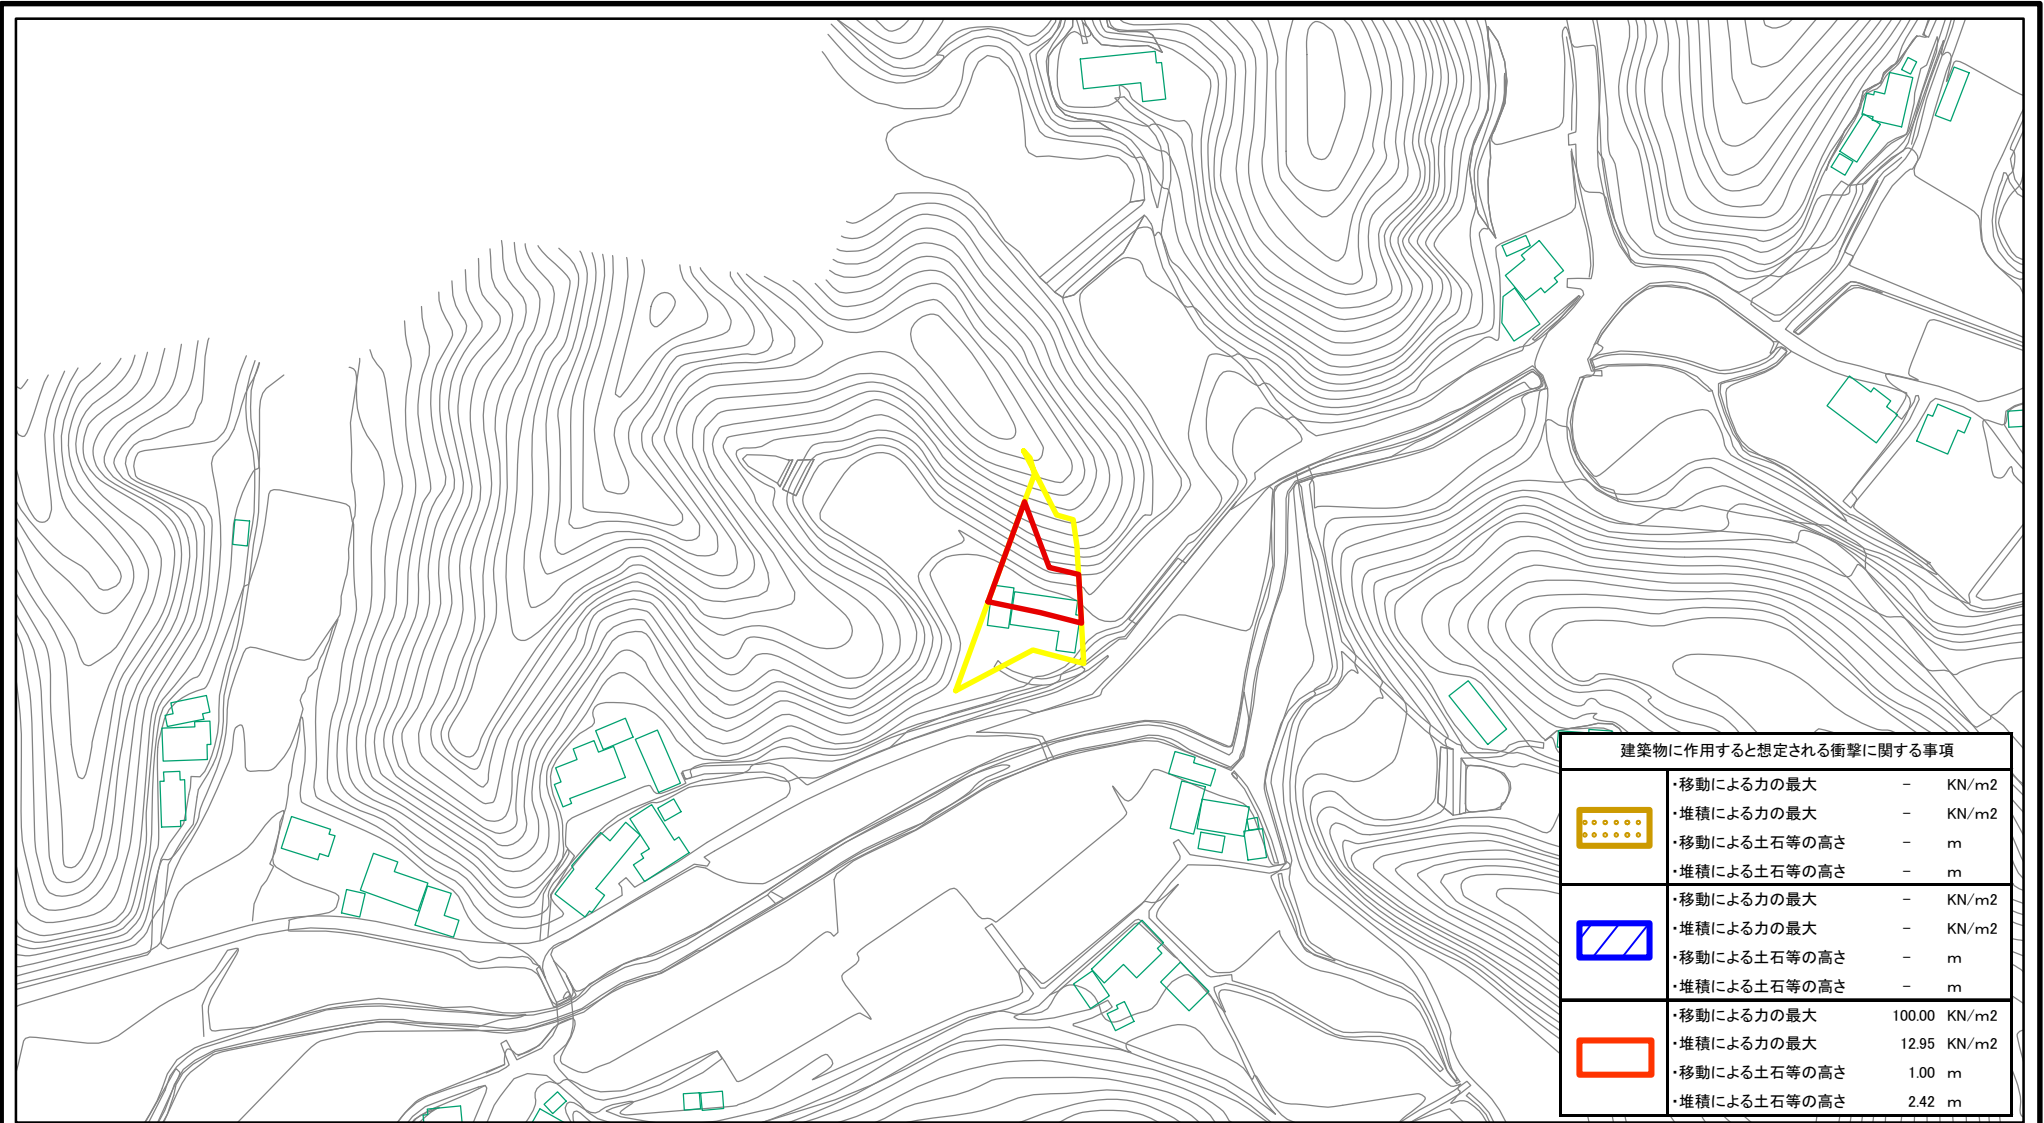 建築物に作用すると想定される衝撃に関する事項
・移動による力の最大 － KN/m2
・堆積による力の最大 － KN/m2
・移動による土石等の高さ － m
・堆積による土石等の高さ － m
・移動による力の最大 － KN/m2
・堆積による力の最大 － KN/m2
・移動による土石等の高さ － m
・堆積による土石等の高さ － m
・移動による力の最大 100.00 KN/m2
・堆積による力の最大 12.95 KN/m2
・移動による土石等の高さ 1.00 m
・堆積による土石等の高さ 2.42 m